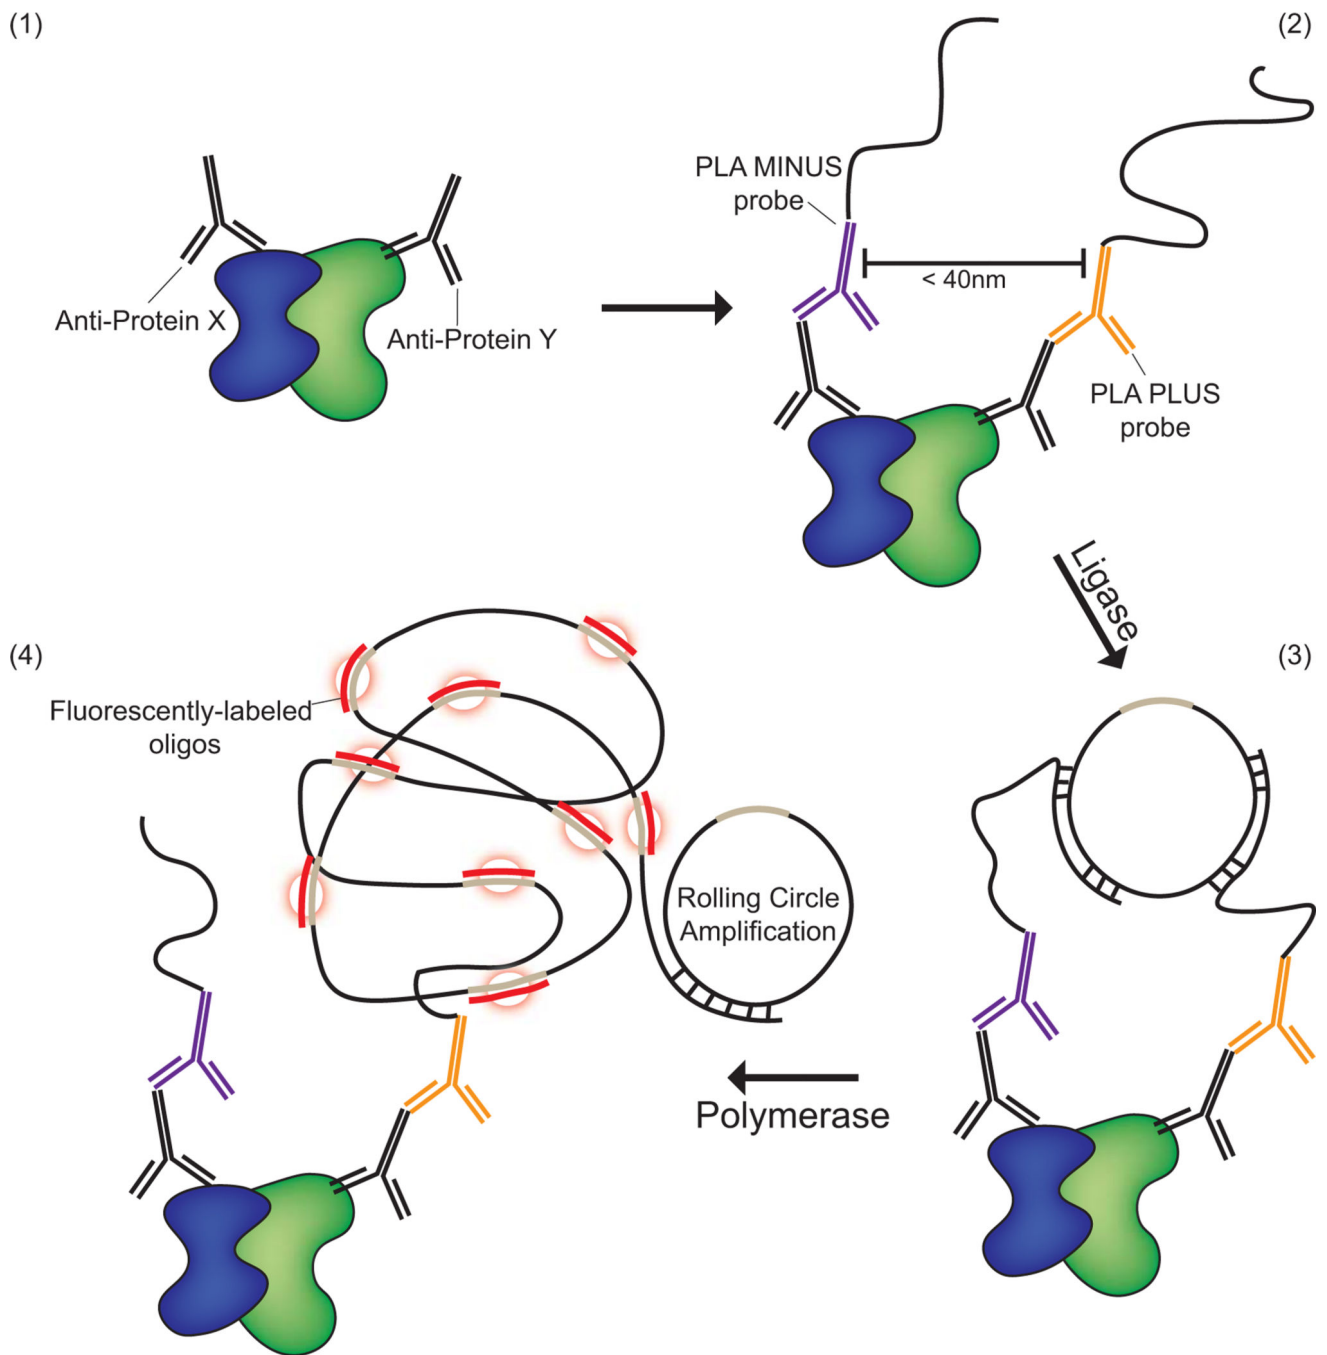 (1)
Anti-Protein X
Anti-Protein Y
(2)
PLA MINUS
probe
< 40nm
PLA PLUS
probe
Ligase
(3)
Polymerase
(4)
Fluorescently-labeled
oligos
Rolling Circle
Amplification